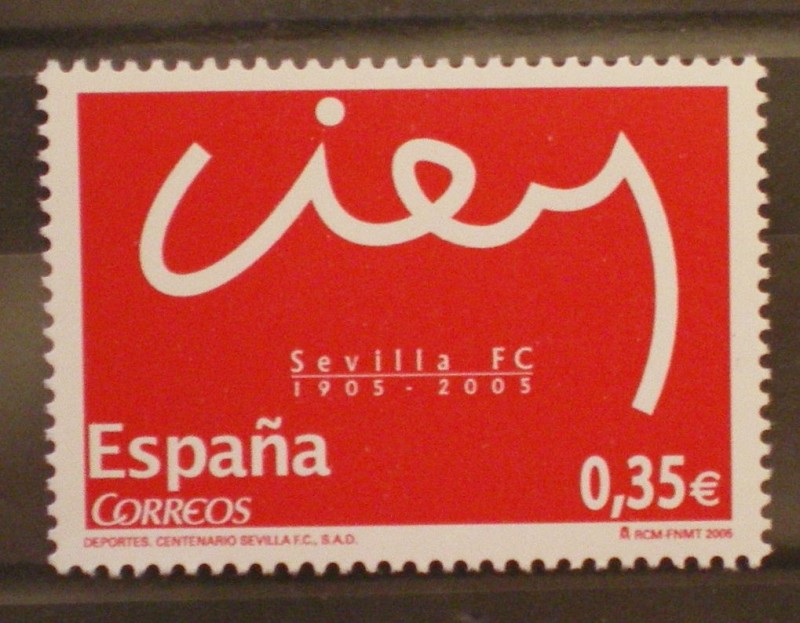 cien
Sevilla FC
1905-2005
España
CORREOS
0,35€
DEPORTES. CENTENARIO SEVILLA F.C., S.A.D.
RCM-FNMT 2005